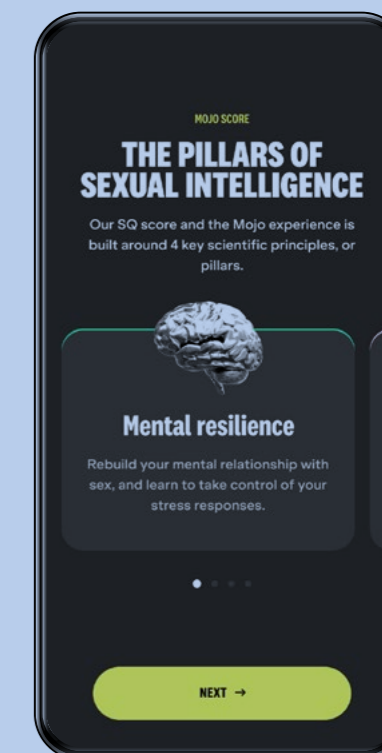 MOJO SCORE
THE PILLARS OF
SEXUAL INTELLIGENCE
Our SQ score and the Mojo experience is
built around 4 key scientific principles, or
pillars.
Mental resilience
Rebuild your mental relationship with
sex, and learn to take control of your
stress responses.
NEXT →